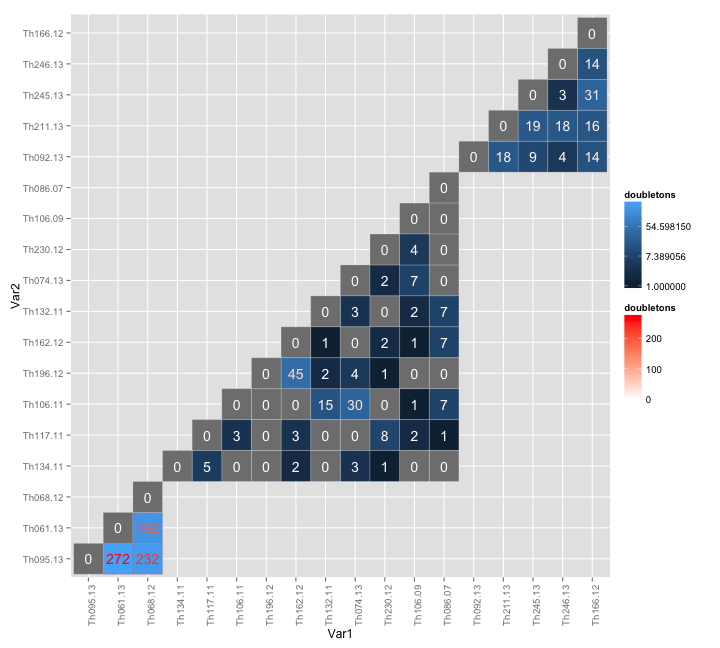 Th166.12 0
Th246.13 0 14
Th245.13 0 3 31
Th211.13 0 19 18 16
Th092.13 0 18 9 4 14
Th086.07 0
Th106.09 0 0
Th230.12 0 4 0
Th074.13 0 2 7 0
Th132.11 0 3 0 2 7
Th162.12 0 1 0 2 1 7
Th196.12 0 45 2 4 1 0 0
Th106.11 0 0 0 15 30 0 1 7
Th117.11 0 3 0 3 0 0 8 2 1
Th134.11 0 5 0 0 2 0 3 1 0 0
Th068.12 0
Th061.13 0 192
Th095.13 0 272 232
Th095.13 Th061.13 Th068.12 Th134.11 Th117.11 Th106.11 Th196.12 Th162.12 Th132.11 Th074.13 Th230.12 Th106.09 Th086.07 Th092.13 Th211.13 Th245.13 Th246.13 Th166.12
Var1
Var2
doubletons
54.598150
7.389056
1.000000
doubletons
200
100
0